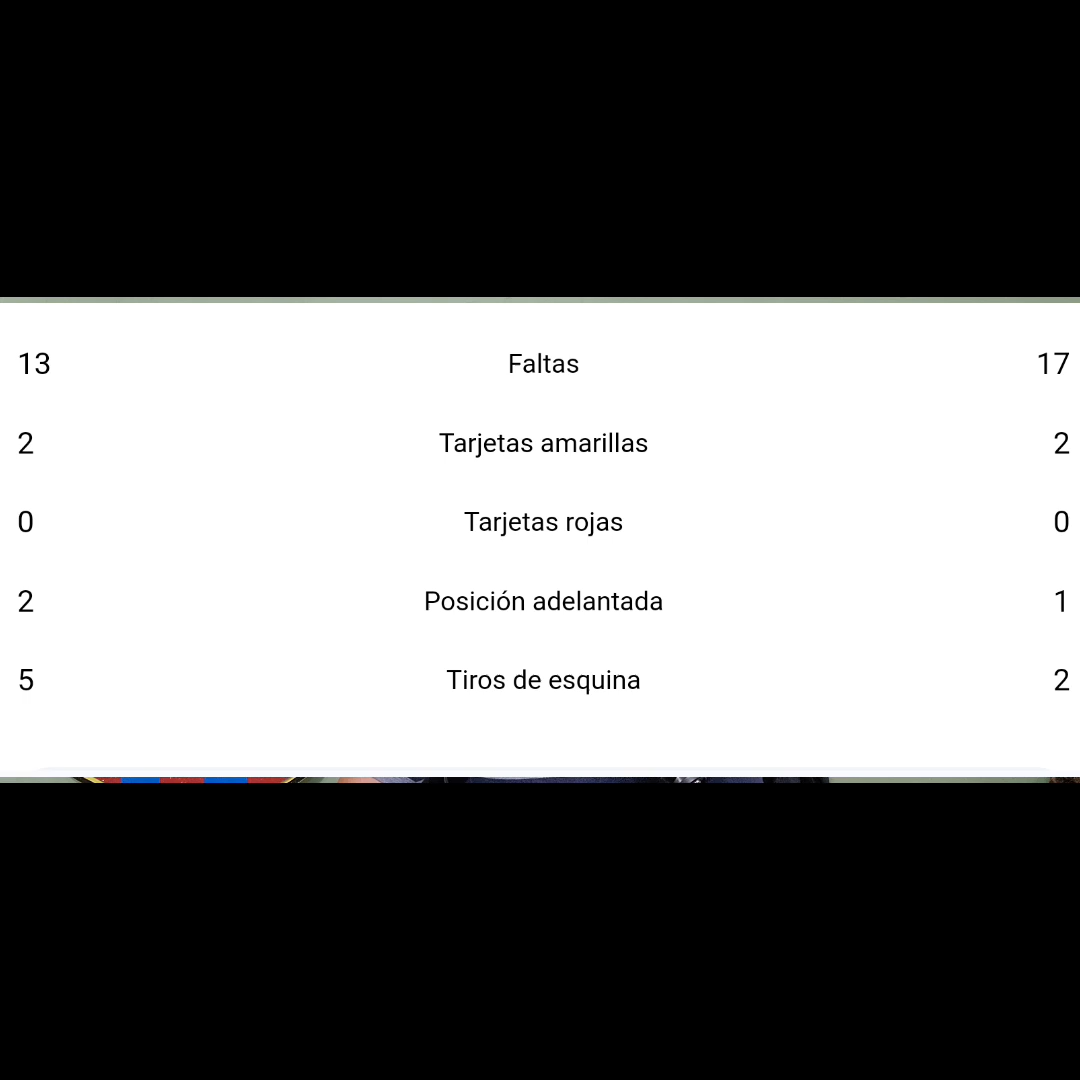 13 Faltas 17
2 Tarjetas amarillas 2
0 Tarjetas rojas 0
2 Posición adelantada 1
5 Tiros de esquina 2